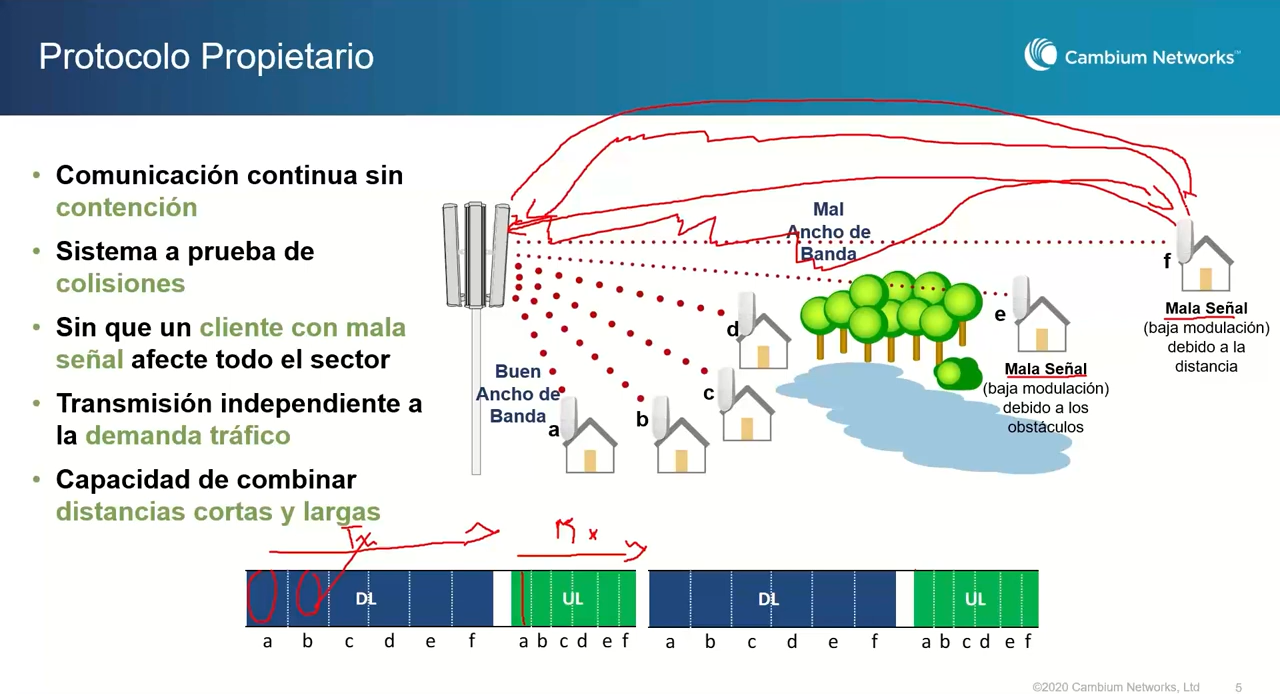 Protocolo Propietario
Cambium Networks™
• Comunicación continua sin
contención
• Sistema a prueba de
colisiones
• Sin que un cliente con mala
señal afecte todo el sector
• Transmisión independiente a
la demanda tráfico
• Capacidad de combinar
distancias cortas y largas
Mal
Ancho de
Banda
f
Mala Señal
(baja modulación)
debido a la
distancia
e
Mala Señal
(baja modulación)
debido a los
obstáculos
d
c
b
a
Buen
Ancho de
Banda
Tx
Rx
DL
UL
DL
UL
a b c d e f
a b c d e f
a b c d e f
a b c d e f
©2020 Cambium Networks, Ltd
5